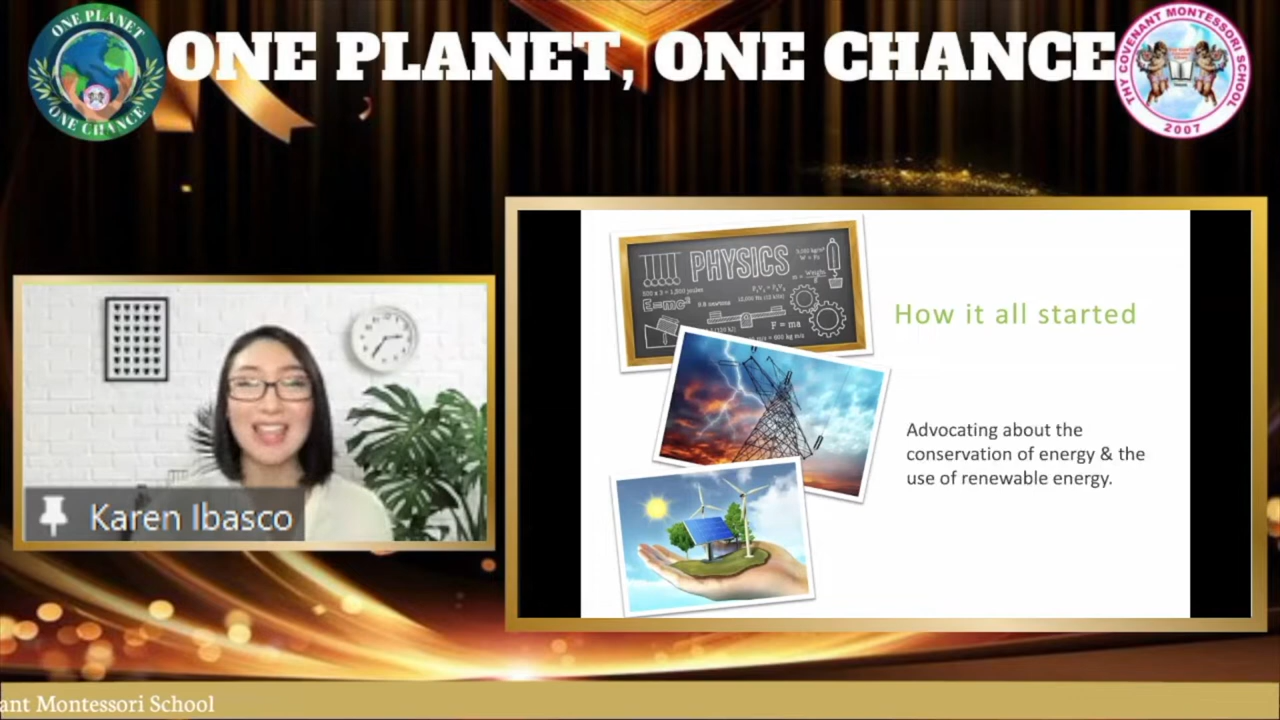 ONE PLANET
ONE CHANCE
ONE PLANET, ONE CHANCE
THY COVENANT MONTESSORI SCHOOL
2007
PHYSICS
E=mc²
F = ma
How it all started
Advocating about the
conservation of energy & the
use of renewable energy.
Karen Ibasco
ant Montessori School